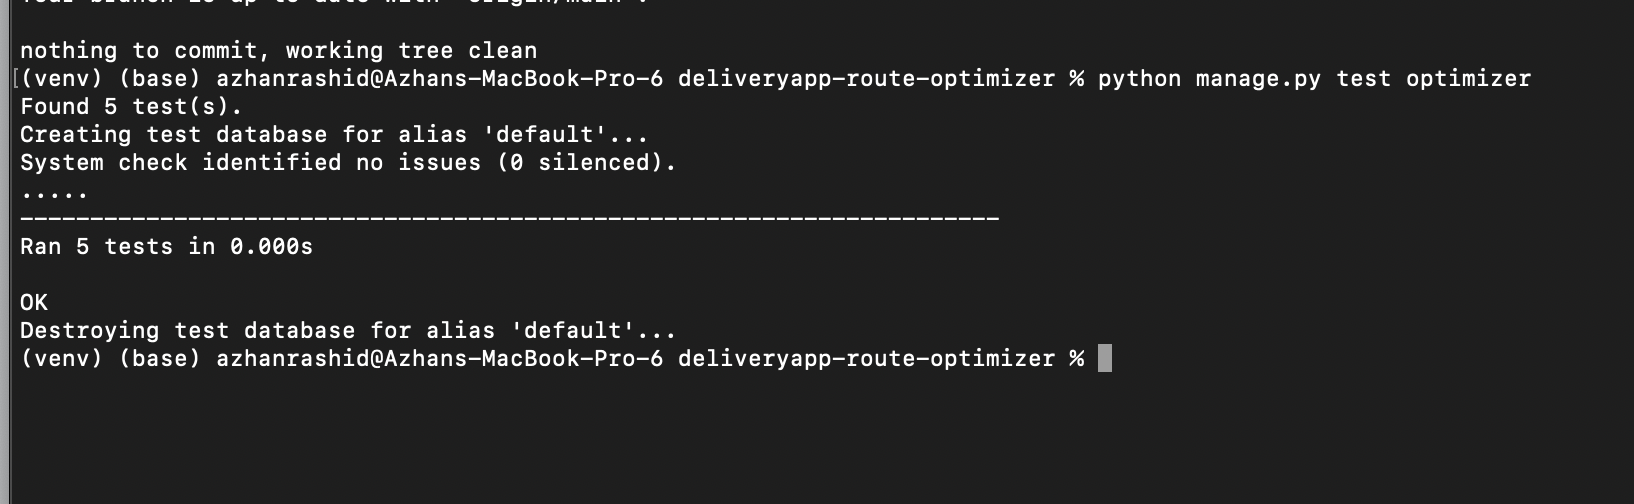 nothing to commit, working tree clean
[(venv) (base) azhanrashid@Azhans-MacBook-Pro-6 deliveryapp-route-optimizer % python manage.py test optimizer
Found 5 test(s).
Creating test database for alias 'default'...
System check identified no issues (0 silenced).
.....
----------------------------------------------------------------------
Ran 5 tests in 0.000s
OK
Destroying test database for alias 'default'...
(venv) (base) azhanrashid@Azhans-MacBook-Pro-6 deliveryapp-route-optimizer %